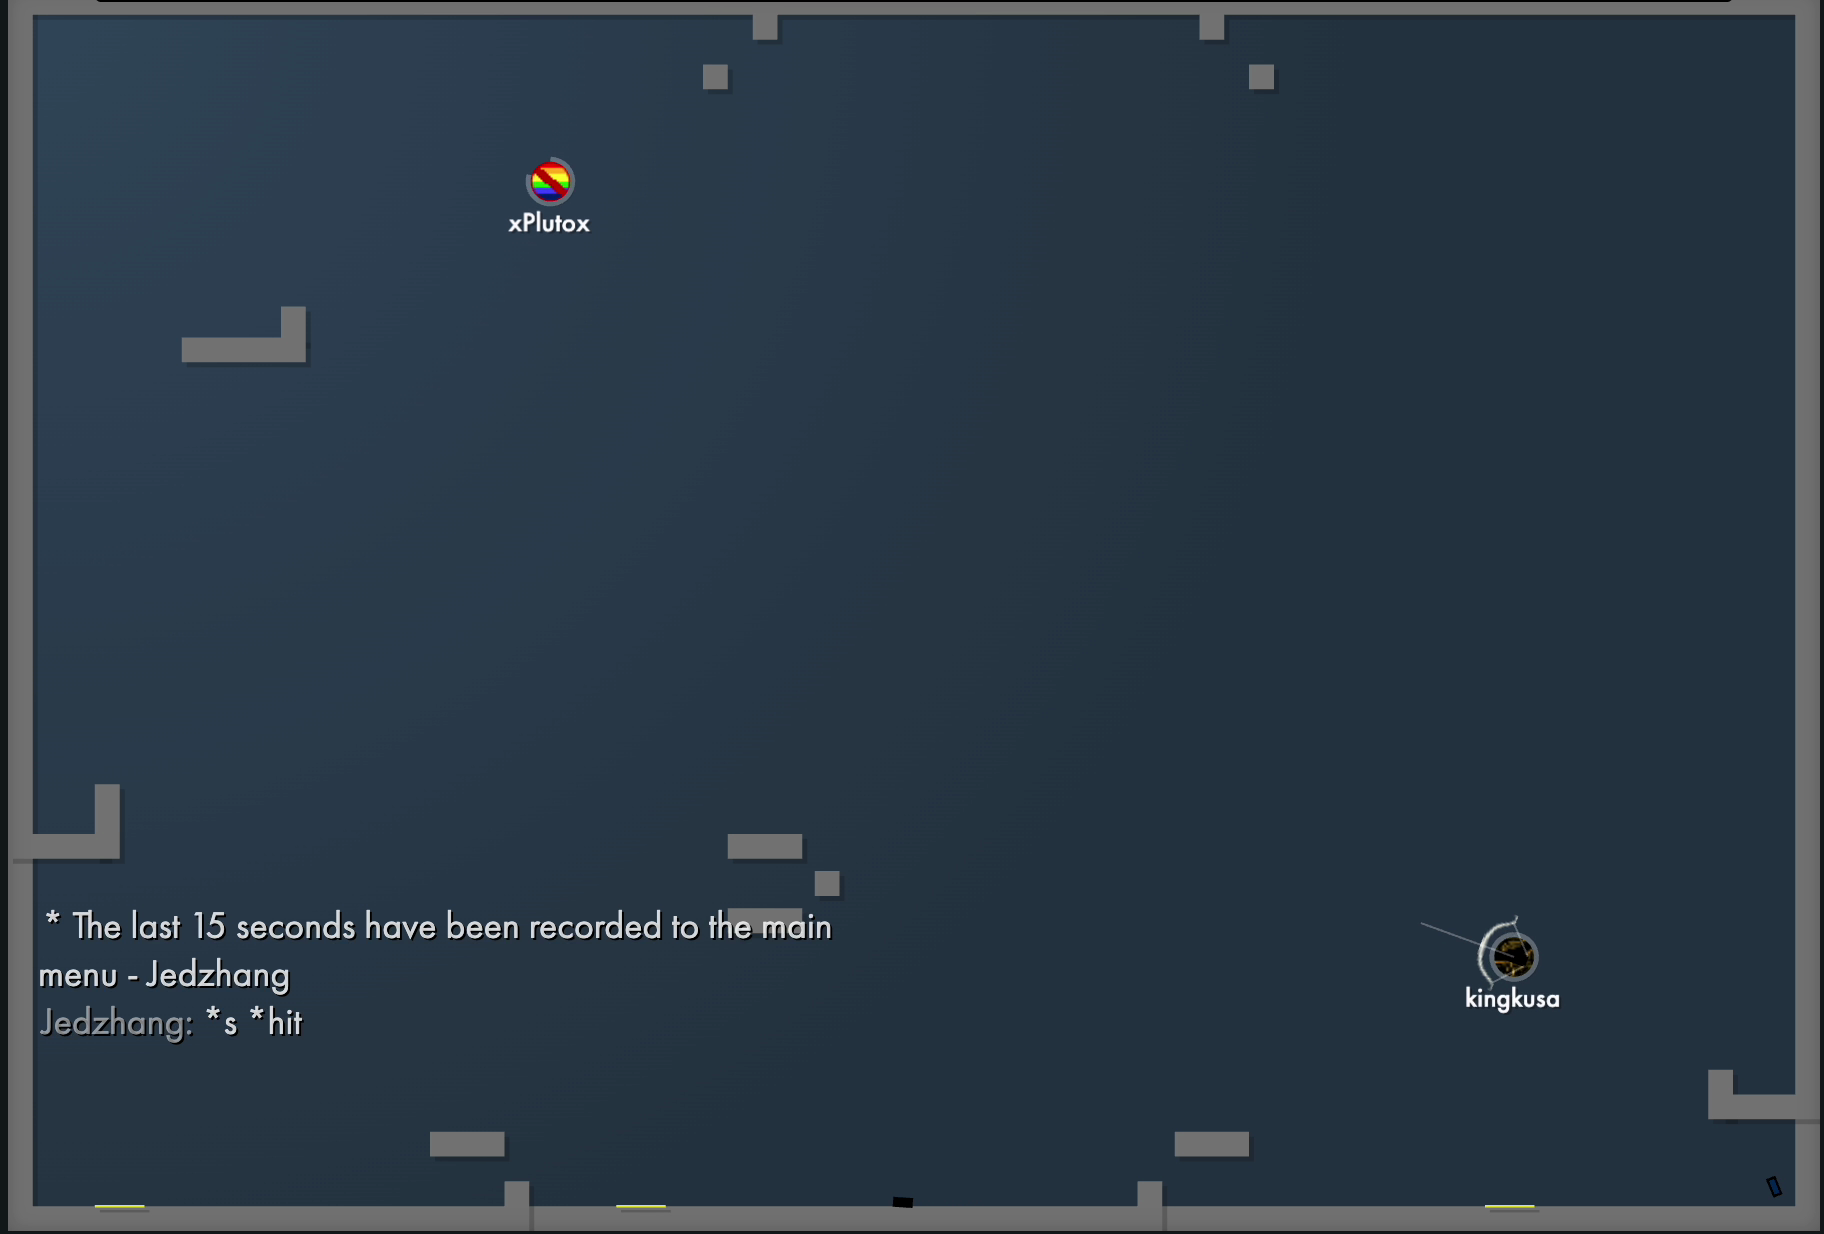 xPlutox
* The last 15 seconds have been recorded to the main
menu - Jedzhang
Jedzhang: *s *hit
kingkusa